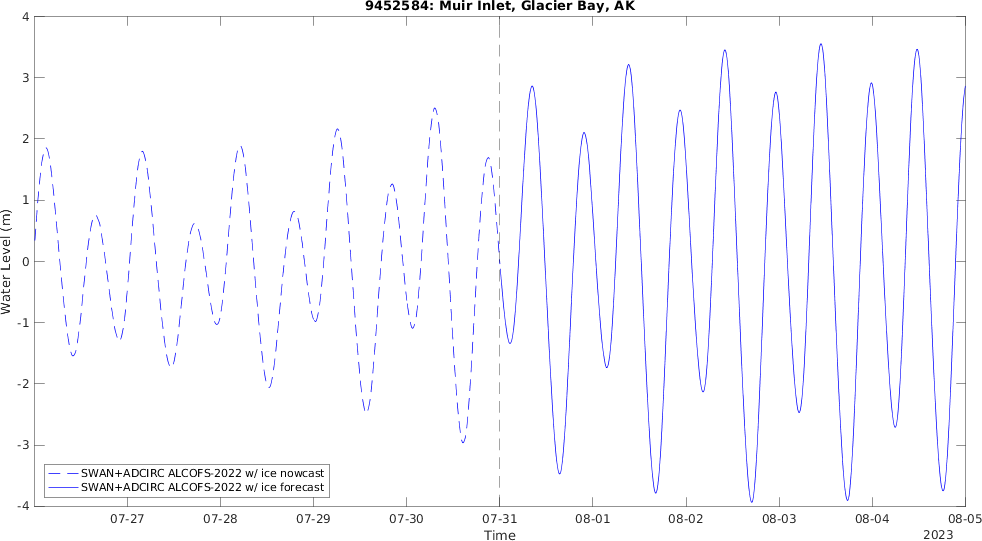 9452584: Muir Inlet, Glacier Bay, AK
4
3
2
1
0
-1
-2
-3
-4
Water Level (m)
SWAN+ADCIRC ALCOFS-2022 w/ ice nowcast
SWAN+ADCIRC ALCOFS-2022 w/ ice forecast
07-27 07-28 07-29 07-30 07-31 08-01 08-02 08-03 08-04 08-05
Time
2023